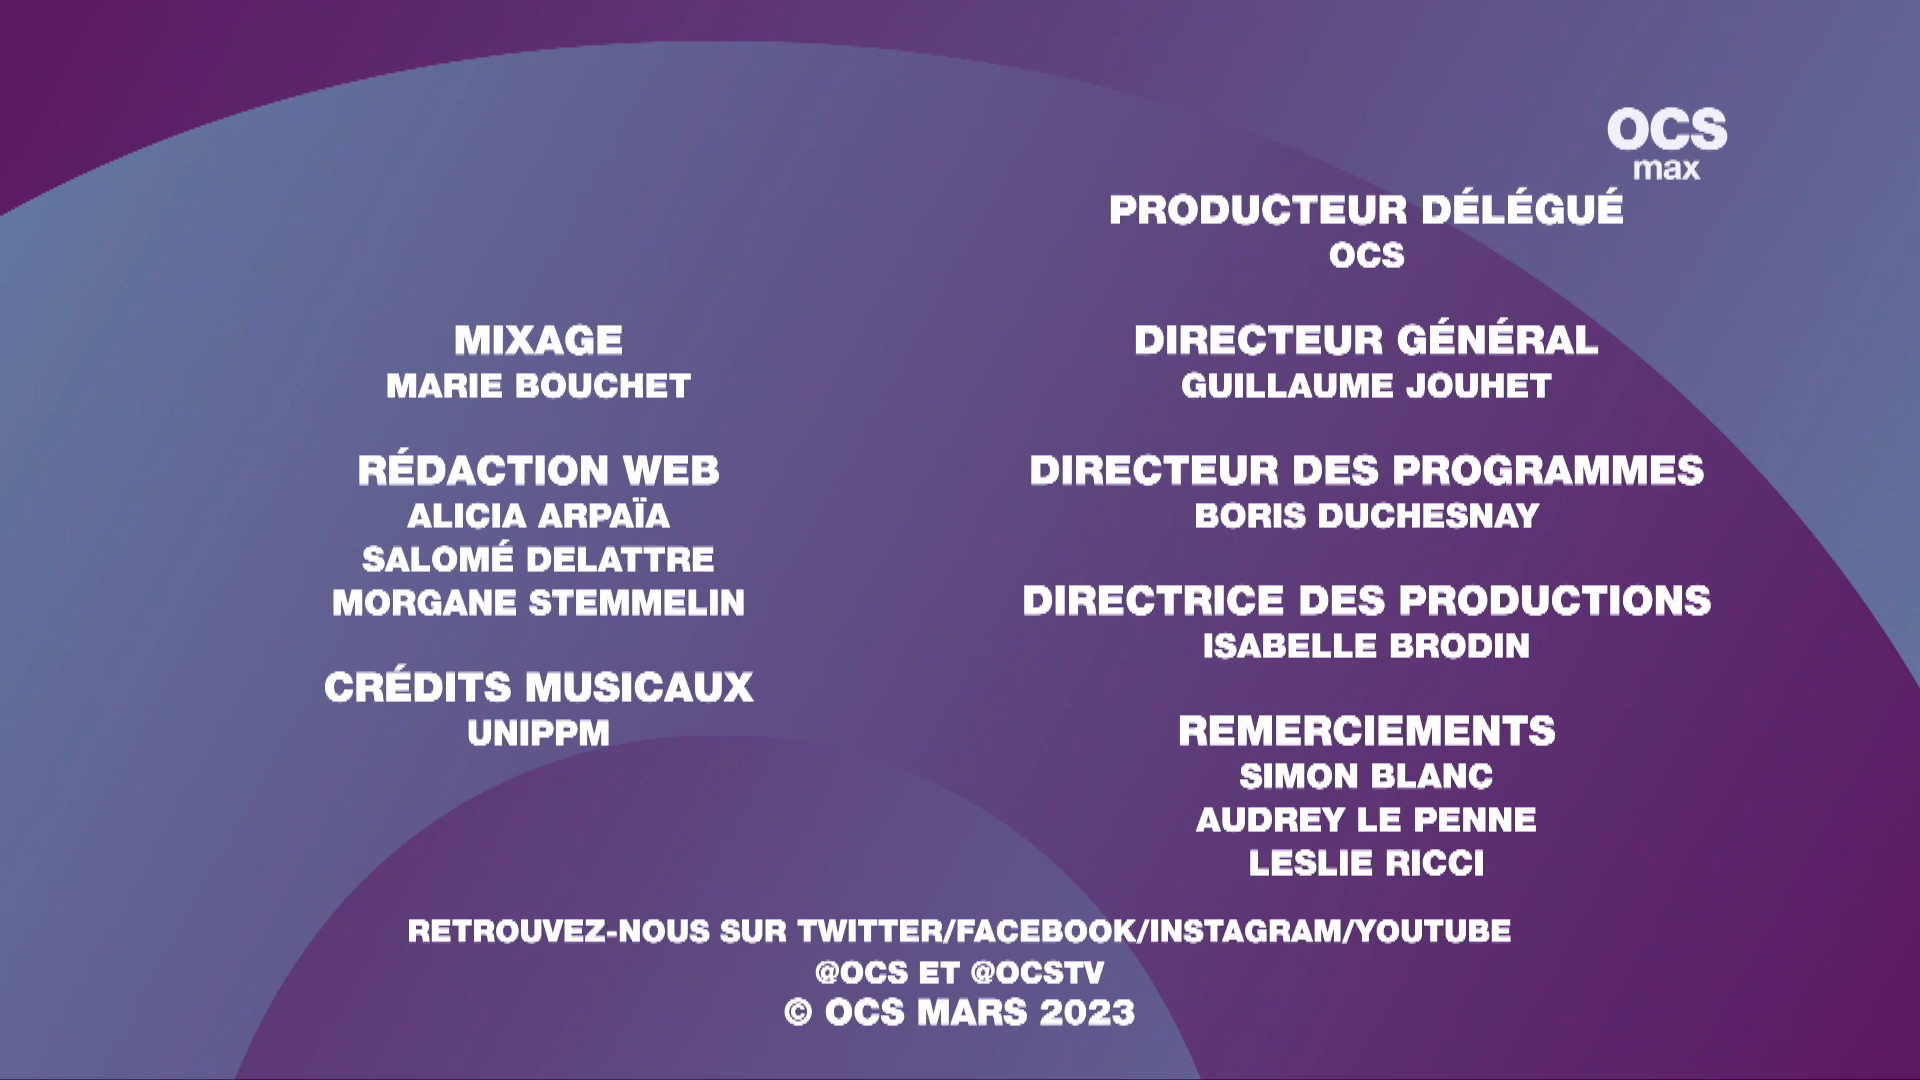 OCS
max
MIXAGE
MARIE BOUCHET
RÉDACTION WEB
ALICIA ARPAÏA
SALOMÉ DELATTRE
MORGANE STEMMELIN
CRÉDITS MUSICAUX
UNIPPM
PRODUCTEUR DÉLÉGUÉ
OCS
DIRECTEUR GÉNÉRAL
GUILLAUME JOUHET
DIRECTEUR DES PROGRAMMES
BORIS DUCHESNAY
DIRECTRICE DES PRODUCTIONS
ISABELLE BRODIN
REMERCIEMENTS
SIMON BLANC
AUDREY LE PENNE
LESLIE RICCI
RETROUVEZ-NOUS SUR TWITTER/FACEBOOK/INSTAGRAM/YOUTUBE
@OCS ET @OCSTV
© OCS MARS 2023